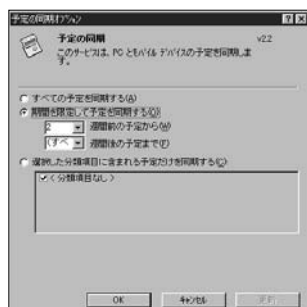 予定の同期オプション
予定の同期 v2.2
このサービスは、PC とモバイル デバイスの予定を同期しま
す。
すべての予定を同期する(A)
期間を限定して予定を同期する(D)
2 週間前の予定から(W)
(すべ 週間後の予定まで(F)
選択した分類項目に含まれる予定だけを同期する(C)
<分類項目なし>
OK キャンセル 更新